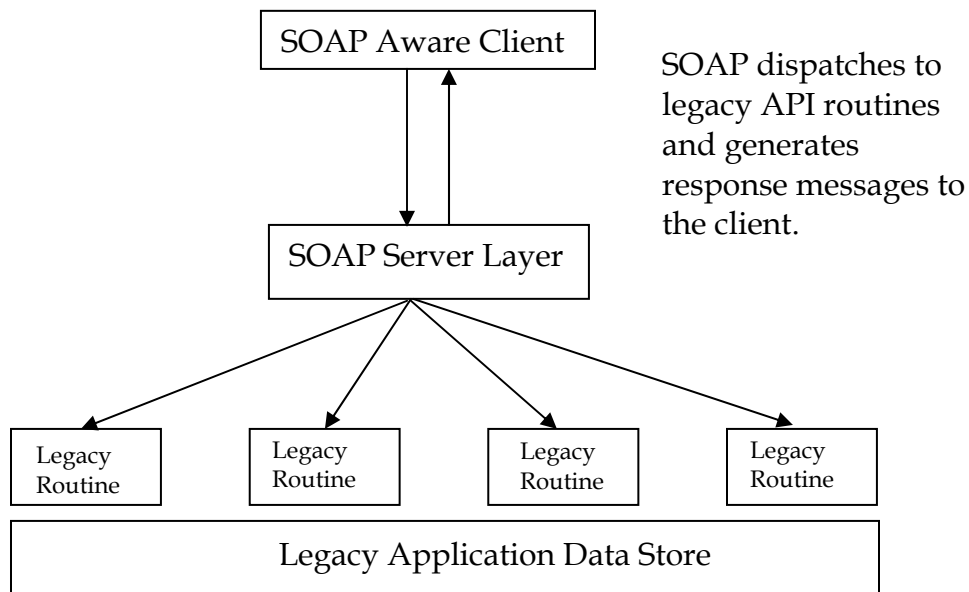 SOAP Aware Client
SOAP dispatches to
legacy API routines
and generates
response messages to
the client.
SOAP Server Layer
Legacy
Routine
Legacy
Routine
Legacy
Routine
Legacy
Routine
Legacy Application Data Store